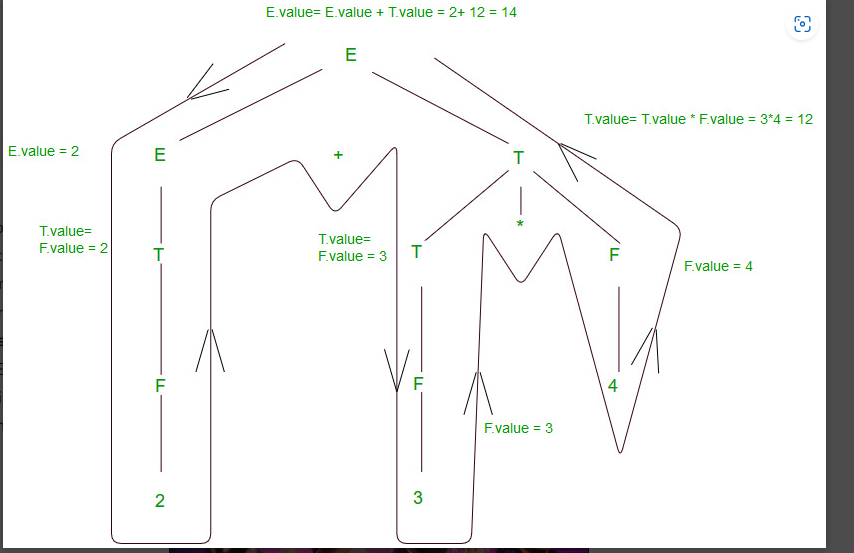 E.value= E.value + T.value = 2+ 12 = 14
E
T.value= T.value * F.value = 3*4 = 12
E.value = 2
E
+
T
*
T.value=
F.value = 2
T
T.value=
F.value = 3
T
F
F.value = 4
F
F
4
F.value = 3
2
3